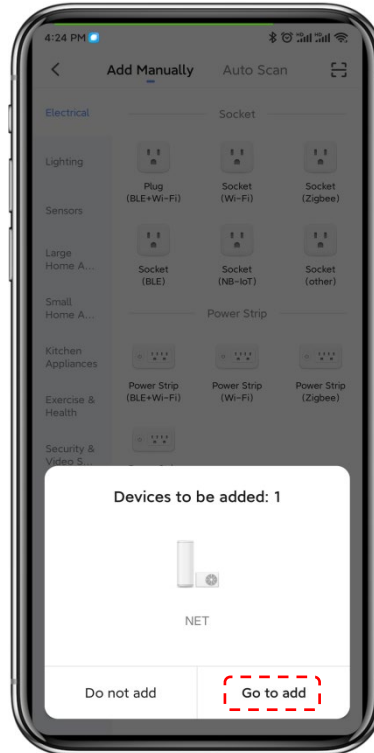 4:24 PM
Add Manually Auto Scan
Electrical
Socket
Lighting
Plug
(BLE+Wi-Fi)
Socket
(Wi-Fi)
Socket
(Zigbee)
Sensors
Large
Home A...
Socket
(BLE)
Socket
(NB-IoT)
Socket
(other)
Small
Home A...
Power Strip
Kitchen
Appliances
Power Strip
(BLE+Wi-Fi)
Power Strip
(Wi-Fi)
Power Strip
(Zigbee)
Exercise &
Health
Security &
Video S...
Devices to be added: 1
NET
Do not add
Go to add